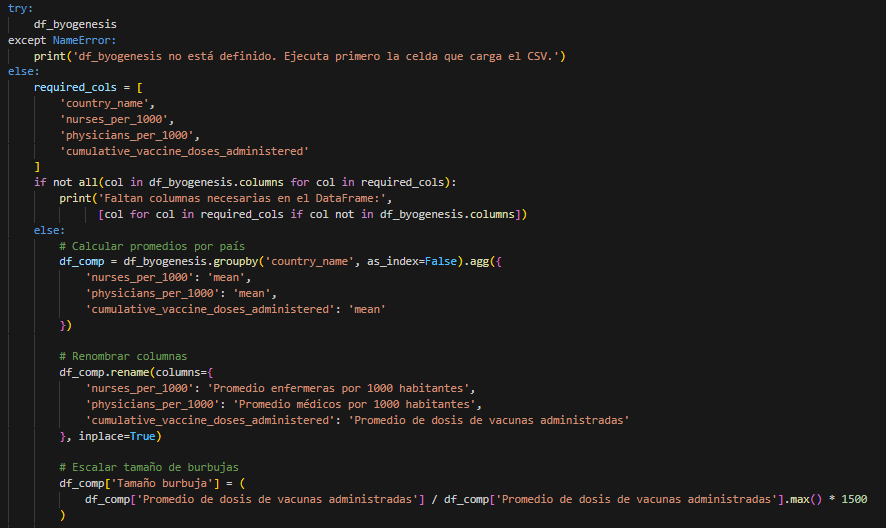 try:
    df_byogenesis
except NameError:
    print('df_byogenesis no está definido. Ejecuta primero la celda que carga el CSV.')
else:
    required_cols = [
        'country_name',
        'nurses_per_1000',
        'physicians_per_1000',
        'cumulative_vaccine_doses_administered'
    ]
    if not all(col in df_byogenesis.columns for col in required_cols):
        print('Faltan columnas necesarias en el DataFrame:',
              [col for col in required_cols if col not in df_byogenesis.columns])
    else:
        # Calcular promedios por país
        df_comp = df_byogenesis.groupby('country_name', as_index=False).agg({
            'nurses_per_1000': 'mean',
            'physicians_per_1000': 'mean',
            'cumulative_vaccine_doses_administered': 'mean'
        })

        # Renombrar columnas
        df_comp.rename(columns={
            'nurses_per_1000': 'Promedio enfermeras por 1000 habitantes',
            'physicians_per_1000': 'Promedio médicos por 1000 habitantes',
            'cumulative_vaccine_doses_administered': 'Promedio de dosis de vacunas administradas'
        }, inplace=True)

        # Escalar tamaño de burbujas
        df_comp['Tamaño burbuja'] = (
            df_comp['Promedio de dosis de vacunas administradas'] / df_comp['Promedio de dosis de vacunas administradas'].max() * 1500
        )